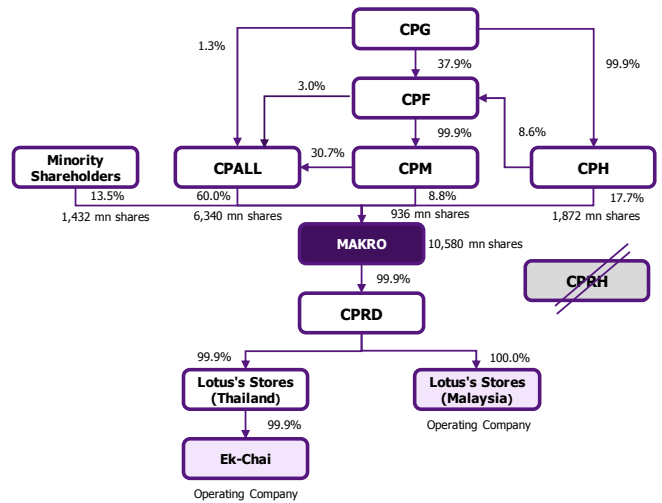 CPG
1.3%
37.9%
99.9%
3.0%
CPF
99.9%
8.6%
Minority
Shareholders
CPALL
30.7%
CPM
CPH
13.5%
60.0%
8.8%
17.7%
1,432 mn shares
6,340 mn shares
936 mn shares
1,872 mn shares
MAKRO
10,580 mn shares
99.9%
CPRH
CPRD
99.9%
100.0%
Lotus's Stores
(Thailand)
Lotus's Stores
(Malaysia)
99.9%
Operating Company
Ek-Chai
Operating Company